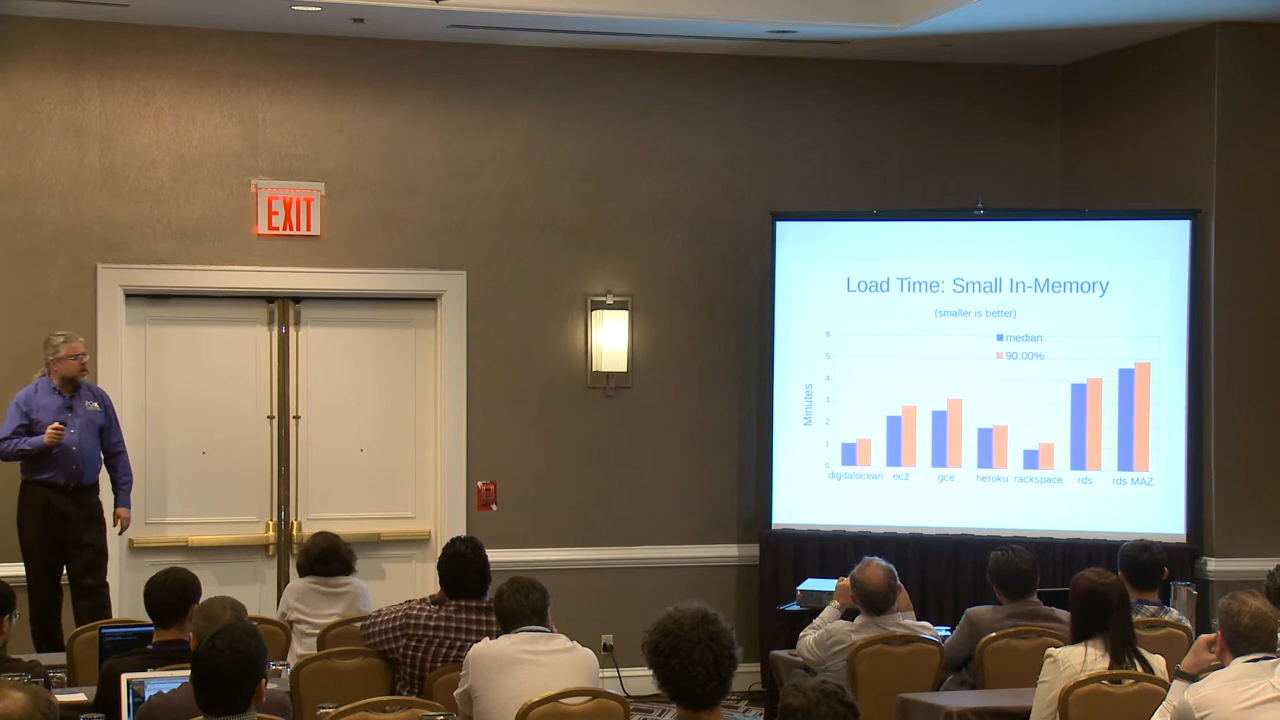 EXIT
PGX
Load Time: Small In-Memory
(smaller is better)
median
90.00%
Minutes
6
5
4
3
2
1
0
digitalocean ec2 gce heroku rackspace rds rds MAZ